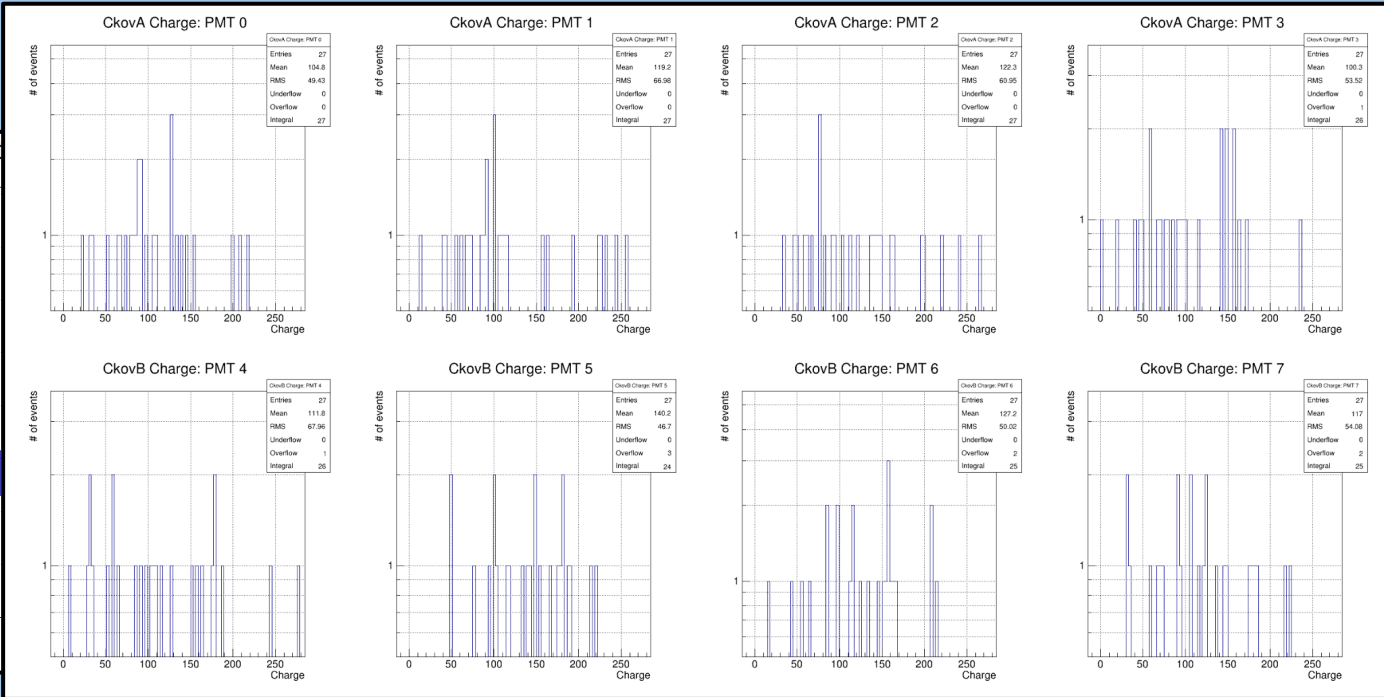 CkovA Charge: PMT 0
# of events
CkovA Charge: PMT 0
Entries 27
Mean 104.8
RMS 49.43
Underflow 0
Overflow 0
Integral 27
1
0 50 100 150 200 250
Charge
CkovA Charge: PMT 1
# of events
CkovA Charge: PMT 1
Entries 27
Mean 119.2
RMS 66.98
Underflow 0
Overflow 0
Integral 27
1
0 50 100 150 200 250
Charge
CkovA Charge: PMT 2
# of events
CkovA Charge: PMT 2
Entries 27
Mean 122.3
RMS 60.95
Underflow 0
Overflow 0
Integral 27
1
0 50 100 150 200 250
Charge
CkovA Charge: PMT 3
# of events
CkovA Charge: PMT 3
Entries 27
Mean 100.3
RMS 53.52
Underflow 0
Overflow 1
Integral 26
1
0 50 100 150 200 250
Charge
CkovB Charge: PMT 4
# of events
CkovB Charge: PMT 4
Entries 27
Mean 111.8
RMS 67.96
Underflow 0
Overflow 1
Integral 26
1
0 50 100 150 200 250
Charge
CkovB Charge: PMT 5
# of events
CkovB Charge: PMT 5
Entries 27
Mean 140.2
RMS 46.7
Underflow 0
Overflow 3
Integral 24
1
0 50 100 150 200 250
Charge
CkovB Charge: PMT 6
# of events
CkovB Charge: PMT 6
Entries 27
Mean 127.2
RMS 50.02
Underflow 0
Overflow 2
Integral 25
1
0 50 100 150 200 250
Charge
CkovB Charge: PMT 7
# of events
CkovB Charge: PMT 7
Entries 27
Mean 117
RMS 54.08
Underflow 0
Overflow 2
Integral 25
1
0 50 100 150 200 250
Charge